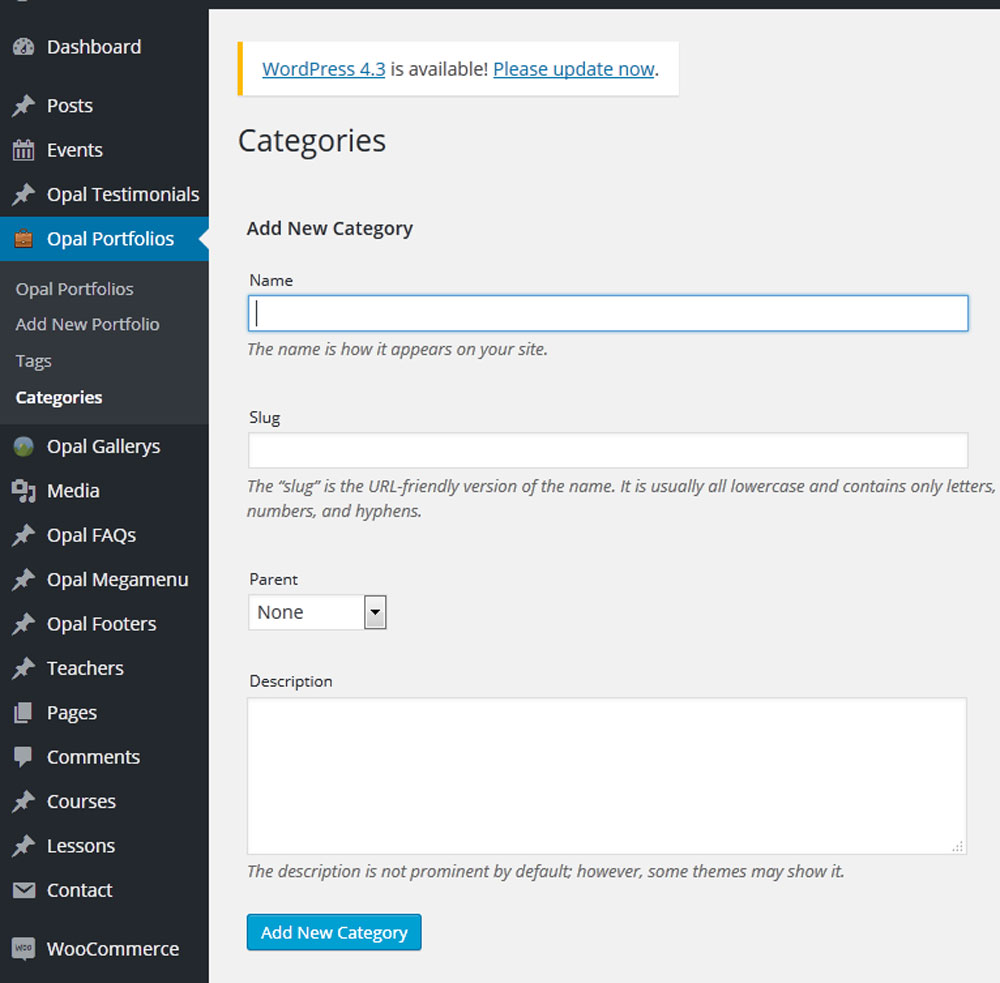 Dashboard
Posts
Events
Opal Testimonials
Opal Portfolios
Opal Portfolios
Add New Portfolio
Tags
Categories
Opal Gallerys
Media
Opal FAQs
Opal Megamenu
Opal Footers
Teachers
Pages
Comments
Courses
Lessons
Contact
WOO WooCommerce
WordPress 4.3 is available! Please update now.
Categories
Add New Category
Name
The name is how it appears on your site.
Slug
The “slug” is the URL-friendly version of the name. It is usually all lowercase and contains only letters,
numbers, and hyphens.
Parent
None
Description
The description is not prominent by default; however, some themes may show it.
Add New Category